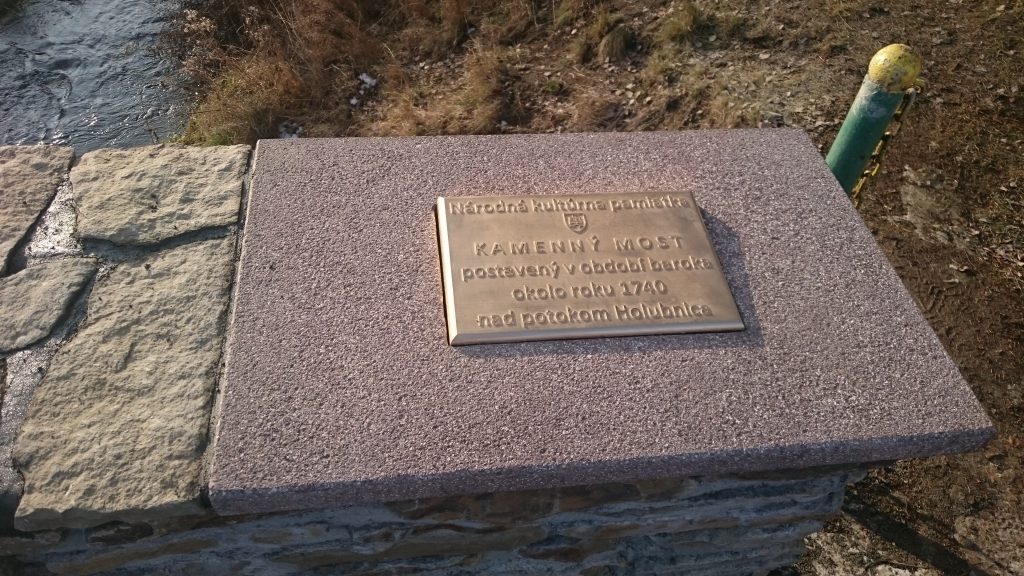 Národná kultúrna pamiatka
KAMENNÝ MOST
postavený v období baroka
okolo roku 1740
nad potokom Holubnica